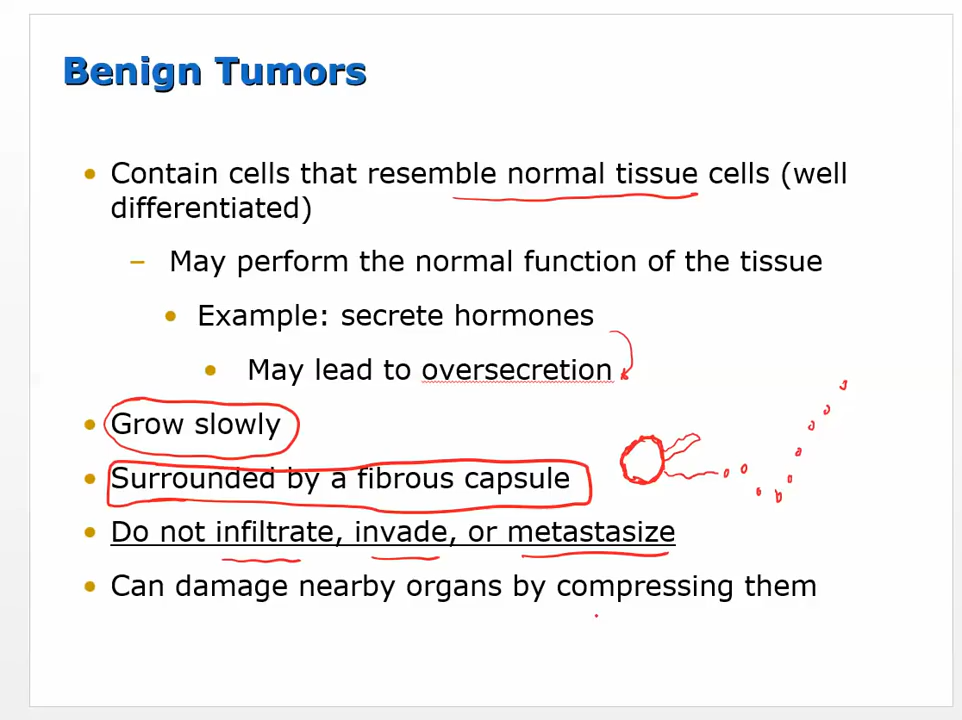 Benign Tumors
• Contain cells that resemble normal tissue cells (well
differentiated)
– May perform the normal function of the tissue
• Example: secrete hormones
• May lead to oversecretion
• Grow slowly
• Surrounded by a fibrous capsule
• Do not infiltrate, invade, or metastasize
• Can damage nearby organs by compressing them